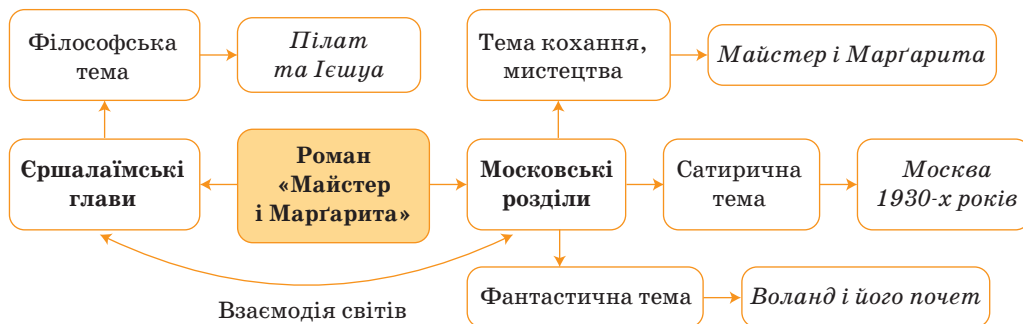 Філософська
тема
Пілат
та Ієшуа
Тема кохання,
мистецтва
Майстер і Марґарита
Єршалаїмські
глави
Роман
«Майстер
і Марґарита»
Московські
розділи
Сатирична
тема
Москва
1930-х років
Взаємодія світів
Фантастична тема
Воланд і його почет